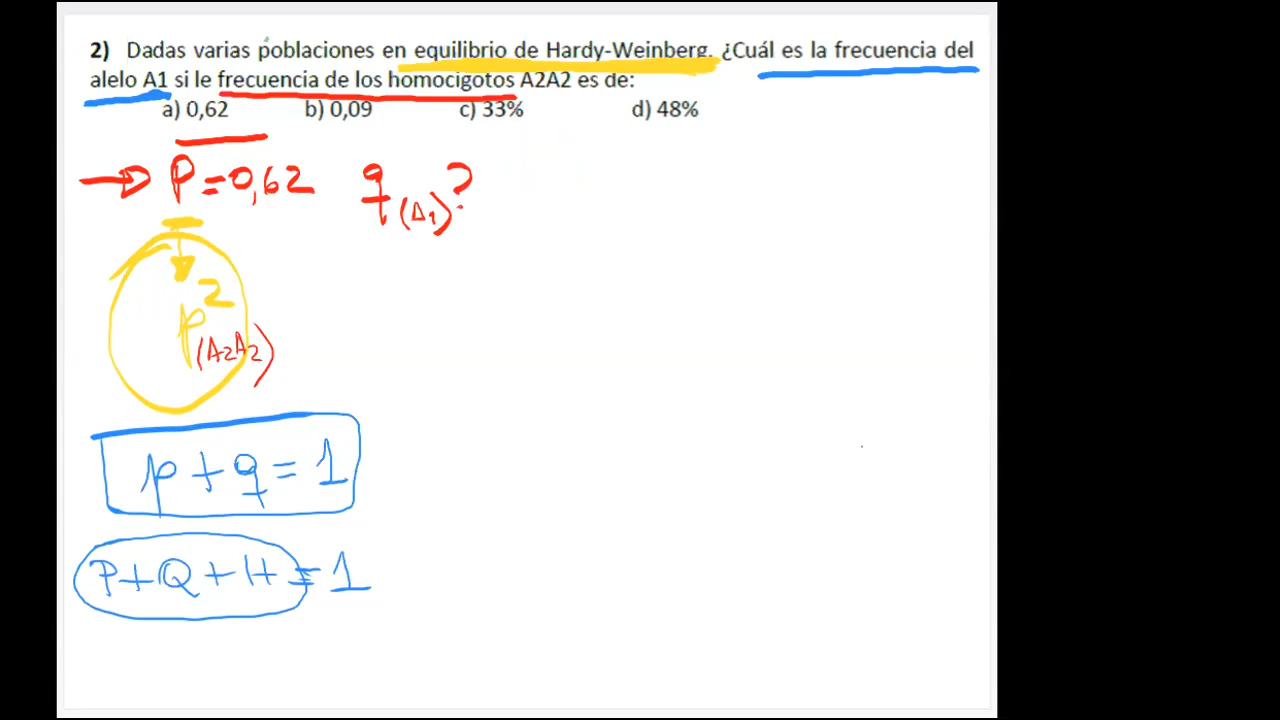 2) Dadas varias poblaciones en equilibrio de Hardy-Weinberg. ¿Cuál es la frecuencia del
alelo A1 si le frecuencia de los homocigotos A2A2 es de:
a) 0,62 b) 0,09 c) 33% d) 48%
P=0,62 q(A1)?
p²
(A2A2)
p+q=1
P+Q+H=1